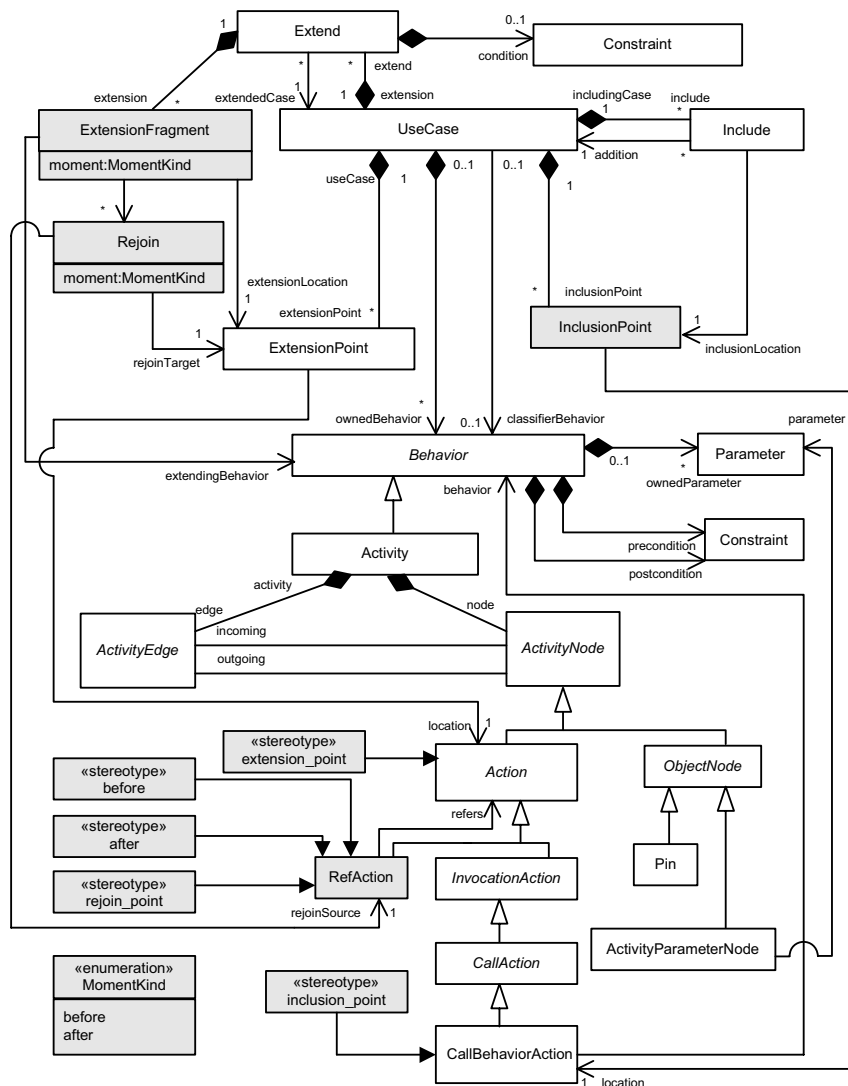 1
Extend
0..1
Constraint
condition
*
*
extend
extension
*
extendedCase
1
1
extension
includingCase
1
include
*
ExtensionFragment
moment:MomentKind
UseCase
Include
1
addition
*
useCase
1
0..1
0..1
1
*
Rejoin
moment:MomentKind
extensionLocation
1
extensionPoint
*
*
inclusionPoint
1
rejoinTarget
ExtensionPoint
InclusionPoint
1
inclusionLocation
*
ownedBehavior
0..1
classifierBehavior
parameter
Behavior
0..1
Parameter
extendingBehavior
behavior
*
ownedParameter
Activity
precondition
Constraint
postcondition
activity
edge
node
incoming
ActivityEdge
ActivityNode
outgoing
location
1
«stereotype»
extension_point
Action
ObjectNode
«stereotype»
before
refers
«stereotype»
after
RefAction
InvocationAction
Pin
«stereotype»
rejoin_point
rejoinSource
1
ActivityParameterNode
CallAction
«enumeration»
MomentKind
before
after
«stereotype»
inclusion_point
CallBehaviorAction
1
location